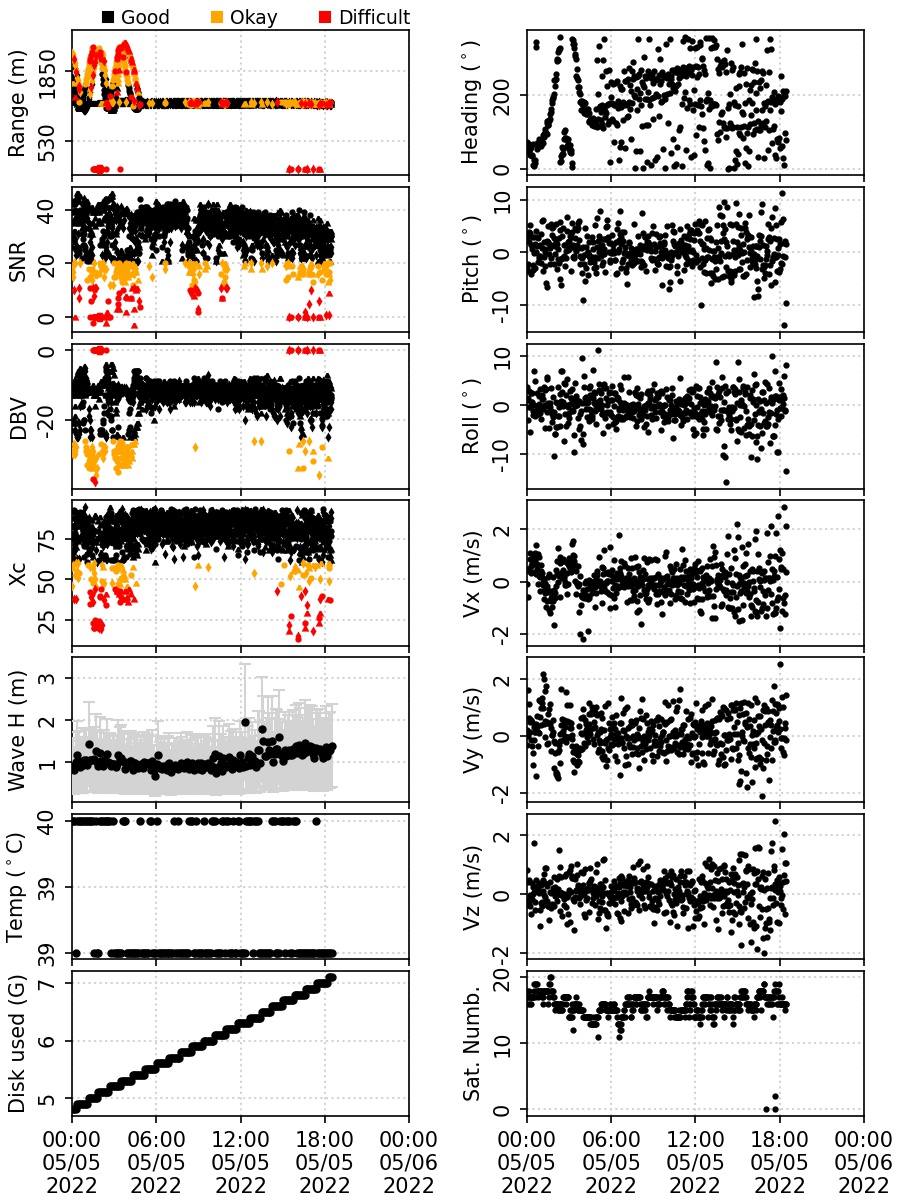 Good Okay Difficult
Range (m)
1850
530
Heading (°)
200
0
SNR
40
20
0
Pitch (°)
10
0
-10
DBV
0
-20
Roll (°)
10
0
-10
Xc
75
50
25
Vx (m/s)
2
0
-2
Wave H (m)
3
2
1
Vy (m/s)
2
0
-2
Temp (°C)
40
39
39
Vz (m/s)
2
0
-2
Disk used (G)
7
6
5
Sat. Numb.
20
10
0
00:00 06:00 12:00 18:00 00:00
05/05 05/05 05/05 05/05 05/06
2022 2022 2022 2022 2022
00:00 06:00 12:00 18:00 00:00
05/05 05/05 05/05 05/05 05/06
2022 2022 2022 2022 2022